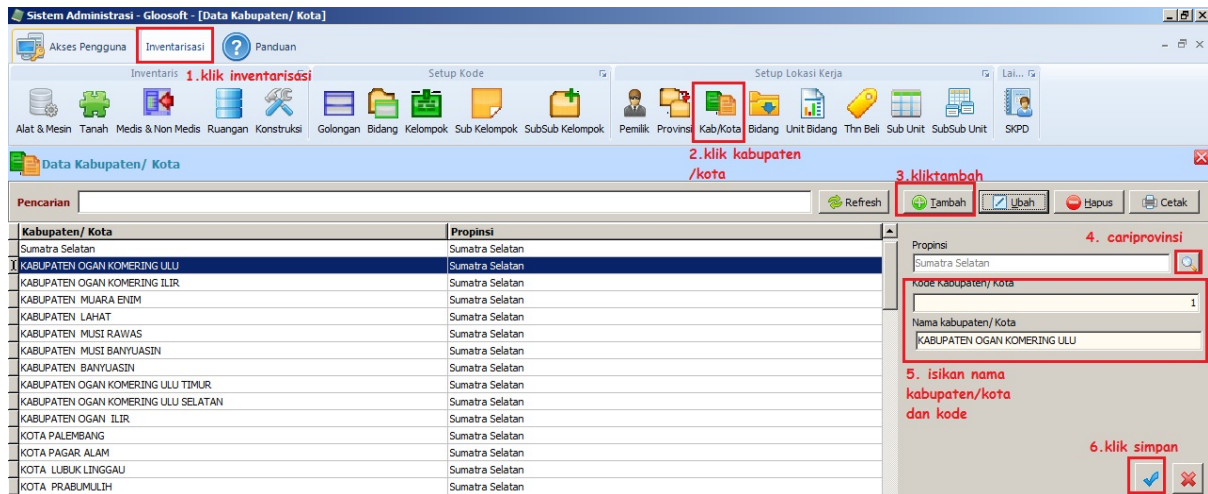 Sistem Administrasi - Gloosoft - [Data Kabupaten/ Kota]
Akses Pengguna Inventarisasi ? Panduan
Inventaris 1.klik inventarisasi Setup Kode Setup Lokasi Kerja Lai...
Alat & Mesin Tanah Medis & Non Medis Ruangan Konstruksi Golongan Bidang Kelompok Sub Kelompok SubSub Kelompok Pemilik Provinsi Kab/Kota Bidang Unit Bidang Thn Beli Sub Unit SubSub Unit SKPD
2.klik kabupaten
/kota
Data Kabupaten/ Kota
3.kliktambah
Pencarian Refresh Tambah Ubah Hapus Cetak
Kabupaten/ Kota Propinsi
Sumatra Selatan Sumatra Selatan
KABUPATEN OGAN KOMERING ULU Sumatra Selatan
KABUPATEN OGAN KOMERING ILIR Sumatra Selatan
KABUPATEN MUARA ENIM Sumatra Selatan
KABUPATEN LAHAT Sumatra Selatan
KABUPATEN MUSI RAWAS Sumatra Selatan
KABUPATEN MUSI BANYUASIN Sumatra Selatan
KABUPATEN BANYUASIN Sumatra Selatan
KABUPATEN OGAN KOMERING ULU TIMUR Sumatra Selatan
KABUPATEN OGAN KOMERING ULU SELATAN Sumatra Selatan
KABUPATEN OGAN ILIR Sumatra Selatan
KOTA PALEMBANG Sumatra Selatan
KOTA PAGAR ALAM Sumatra Selatan
KOTA LUBUK LINGGAU Sumatra Selatan
KOTA PRABUMULIH Sumatra Selatan
4. cariprovinsi
Propinsi
Sumatra Selatan
Kode Kabupaten/ Kota
1
Nama kabupaten/ Kota
KABUPATEN OGAN KOMERING ULU
5. isikan nama
kabupaten/kota
dan kode
6.klik simpan